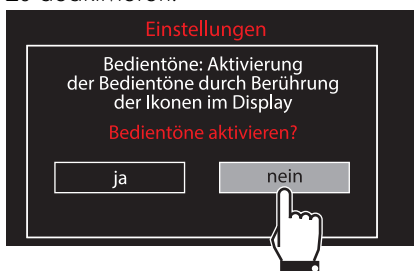 Einstellungen
Bedientöne: Aktivierung
der Bedientöne durch Berührung
der Ikonen im Display
Bedientöne aktivieren?
ja
nein